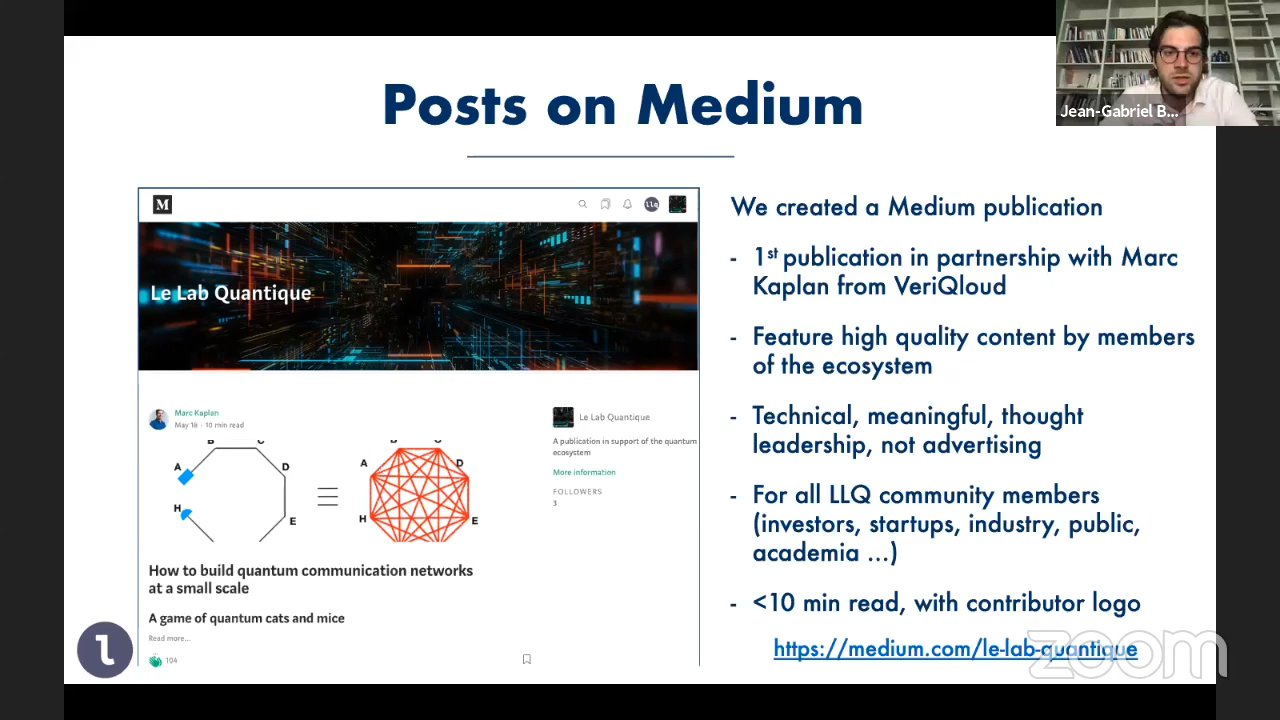 Posts on Medium
Jean-Gabriel B...
M
llq
Le Lab Quantique
Marc Kaplan
May 18 · 10 min read
B
C
A
D
H
E
B
C
A
D
H
E
How to build quantum communication networks
at a small scale
A game of quantum cats and mice
Read more...
104
Le Lab Quantique
A publication in support of the quantum
ecosystem
More information
FOLLOWERS
3
We created a Medium publication
- 1st publication in partnership with Marc
Kaplan from VeriQloud
- Feature high quality content by members
of the ecosystem
- Technical, meaningful, thought
leadership, not advertising
- For all LLQ community members
(investors, startups, industry, public,
academia ...)
- <10 min read, with contributor logo
https://medium.com/le-lab-quantique
zoom
l